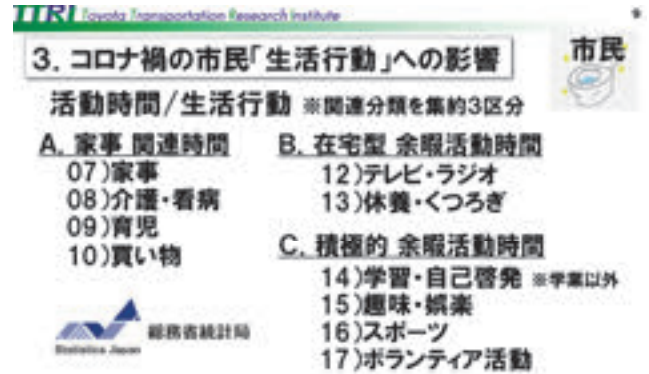 TTRI Toyota Transportation Research Institute
9
3. コロナ禍の市民「生活行動」への影響
市民
活動時間/生活行動 ※関連分類を集約3区分
A. 家事 関連時間
07)家事
08)介護・看病
09)育児
10)買い物
B. 在宅型 余暇活動時間
12)テレビ・ラジオ
13)休養・くつろぎ
C. 積極的 余暇活動時間
14)学習・自己啓発 ※学業以外
15)趣味・娯楽
16)スポーツ
17)ボランティア活動
総務省統計局
Statistics Japan